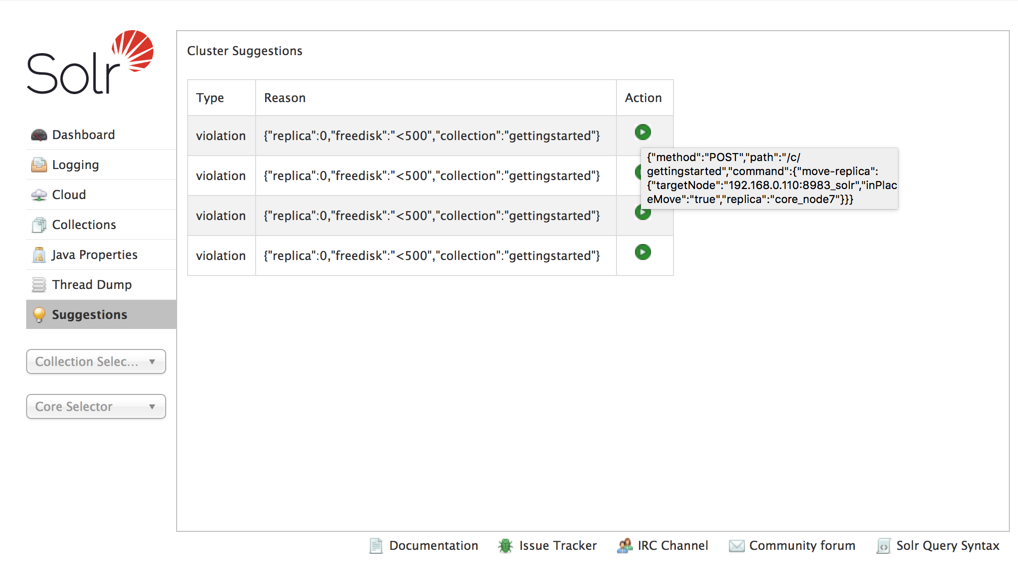 Solr
Cluster Suggestions
Type Reason Action
violation {"replica":0,"freedisk":"<500","collection":"gettingstarted"}
violation {"replica":0,"freedisk":"<500","collection":"gettingstarted"}
violation {"replica":0,"freedisk":"<500","collection":"gettingstarted"}
violation {"replica":0,"freedisk":"<500","collection":"gettingstarted"}
{"method":"POST","path":"/c/
gettingstarted","command":{"move-replica":
{"targetNode":"192.168.0.110:8983_solr","inPlac
eMove":"true","replica":"core_node7"}}}
Dashboard
Logging
Cloud
Collections
Java Properties
Thread Dump
Suggestions
Collection Selec...
Core Selector
Documentation Issue Tracker IRC Channel Community forum Solr Query Syntax